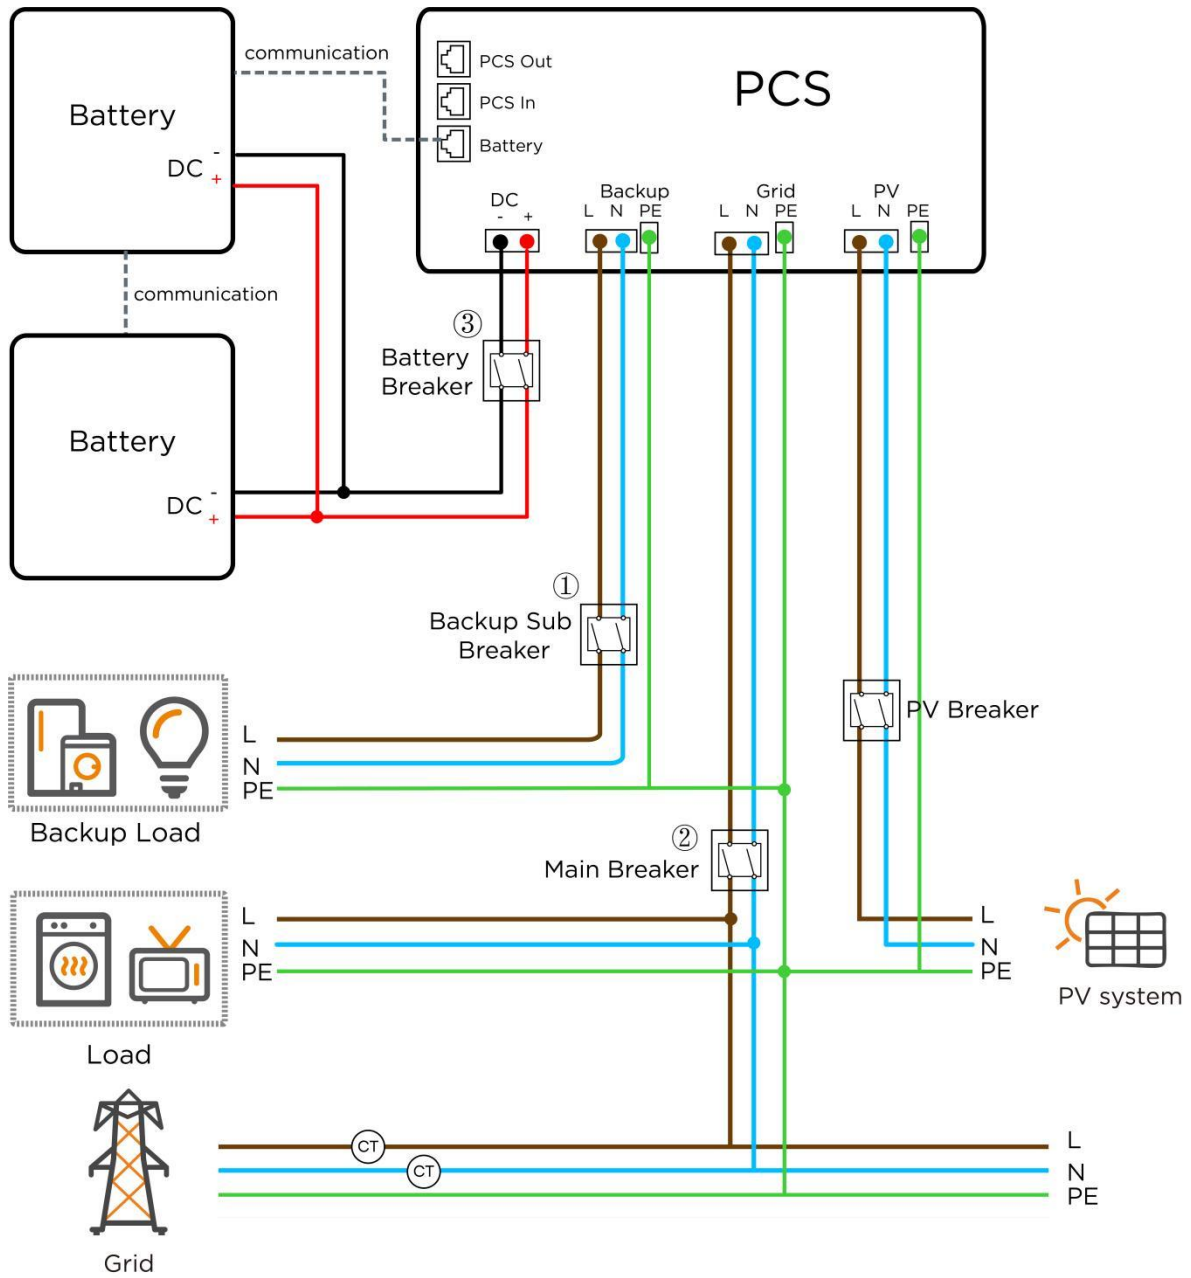 communication
PCS Out
PCS In
Battery
PCS
Battery
DC
-
+
DC
- +
Backup
L N PE
Grid
L N PE
PV
L N PE
communication
③
Battery
Breaker
Battery
DC
-
+
①
Backup Sub
Breaker
PV Breaker
L
N
PE
Backup Load
②
Main Breaker
L
N
PE
Load
L
N
PE
PV system
CT
CT
L
N
PE
Grid